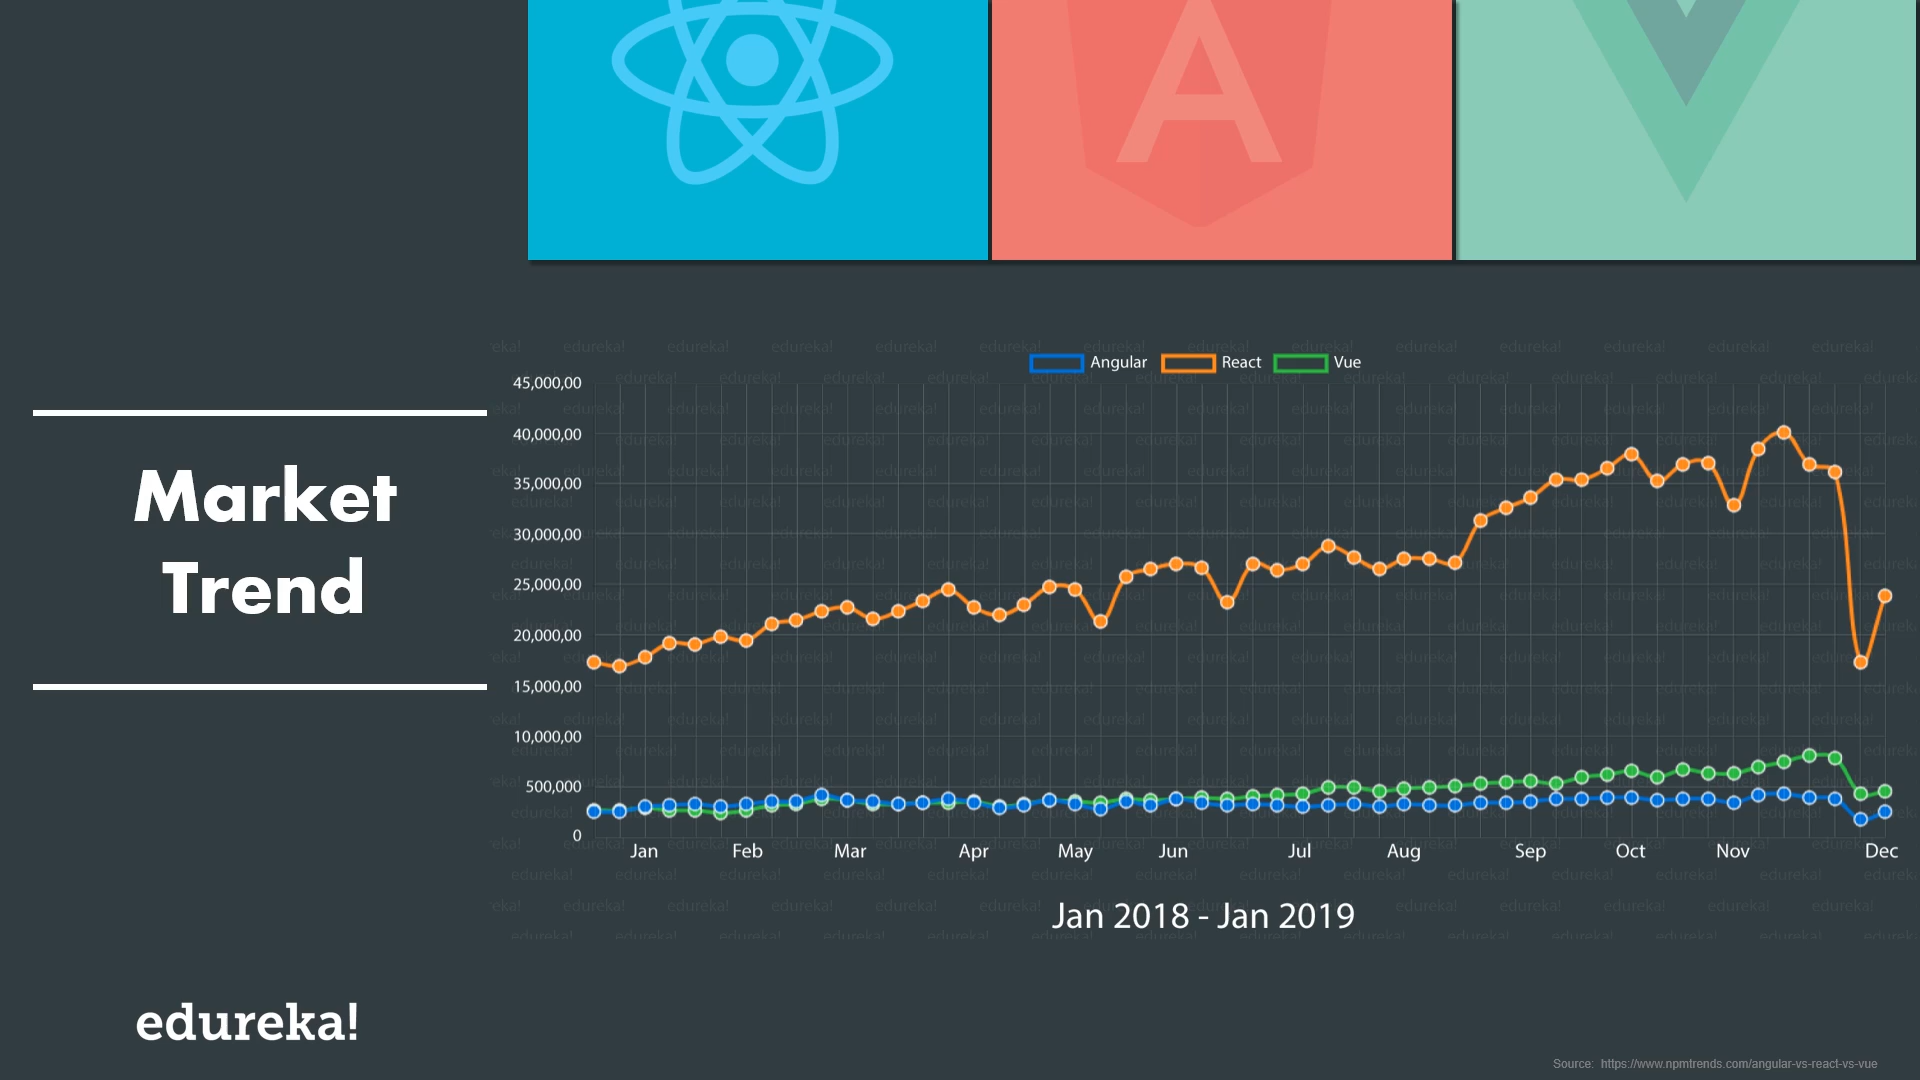 Angular React Vue
45,000,00
40,000,00
35,000,00
30,000,00
25,000,00
20,000,00
15,000,00
10,000,00
500,000
0
Jan Feb Mar Apr May Jun Jul Aug Sep Oct Nov Dec
Jan 2018 - Jan 2019
Market
Trend
edureka!
Source: https://www.npmtrends.com/angular-vs-react-vs-vue